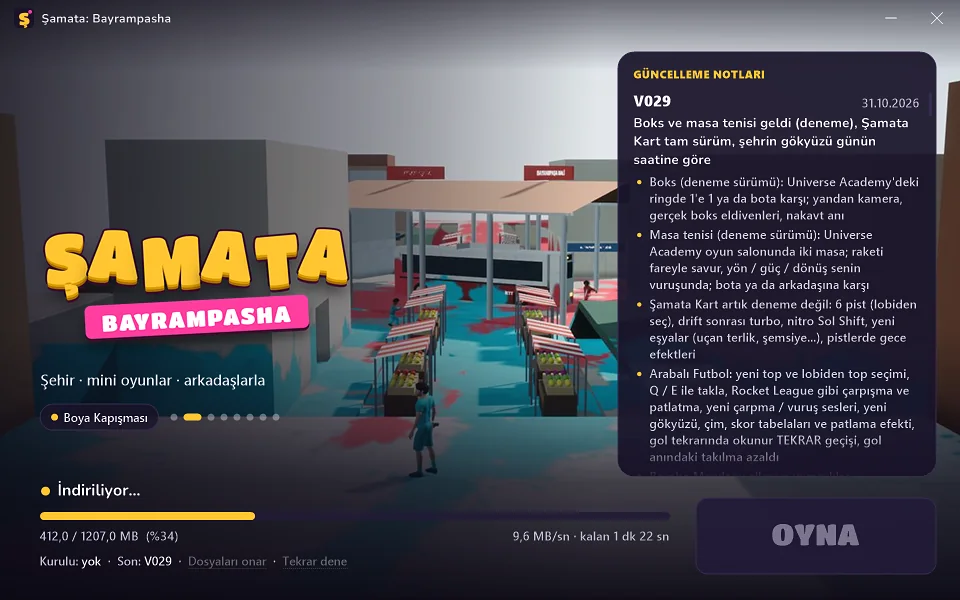 Şamata: Bayrampasha
GÜNCELLEME NOTLARI
V029
31.10.2026
Boks ve masa tenisi geldi (deneme), Şamata
Kart tam sürüm, şehrin gökyüzü günün
saatine göre
Boks (deneme sürümü): Universe Academy'deki
ringde 1'e 1 ya da bota karşı; yandan kamera,
gerçek boks eldivenleri, nakavt anı
Masa tenisi (deneme sürümü): Universe
Academy oyun salonunda iki masa; raketi
fareyle savur, yön / güç / dönüş senin
vuruşunda; bota ya da arkadaşına karşı
Şamata Kart artık deneme değil: 6 pist (lobiden
seç), drift sonrası turbo, nitro Sol Shift, yeni
eşyalar (uçan terlik, şemsiye...), pistlerde gece
efektleri
Arabalı Futbol: yeni top ve lobiden top seçimi,
Q / E ile takla, Rocket League gibi çarpışma ve
patlatma, yeni çarpma / vuruş sesleri, yeni
gökyüzü, çim, skor tabelaları ve patlama efekti,
gol tekrarında okunur TEKRAR geçişi, gol
anındaki takılma azaldı
ŞAMATA
BAYRAMPASHA
Şehir · mini oyunlar · arkadaşlarla
Boya Kapışması
İndiriliyor...
412,0 / 1207,0 MB (%34)
9,6 MB/sn · kalan 1 dk 22 sn
Kurulu: yok · Son: V029 · Dosyaları onar · Tekrar dene
OYNA